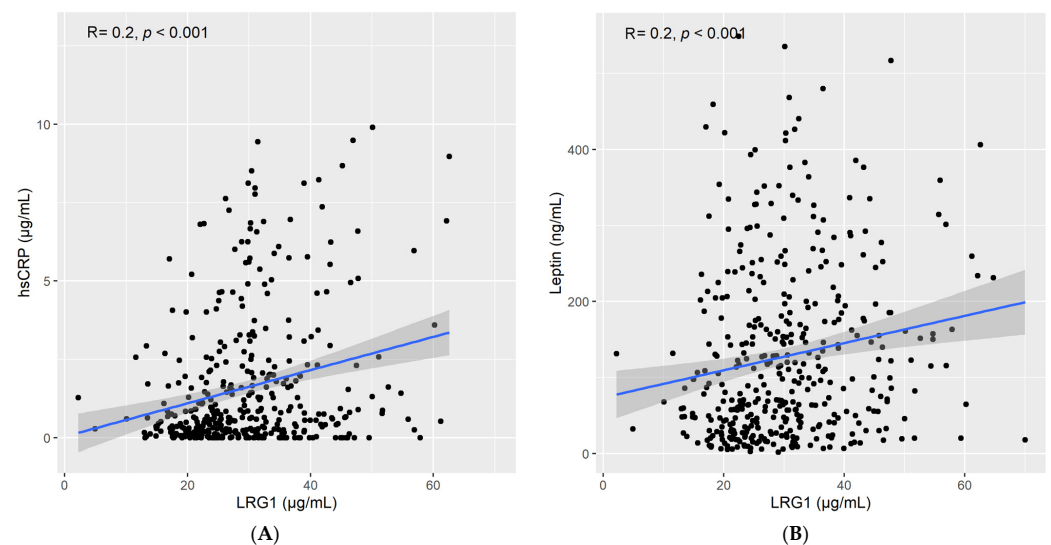 R= 0.2, p < 0.001
10
5
0
hsCRP (µg/mL)
0 20 40 60
LRG1 (µg/mL)
(A)
R= 0.2, p < 0.001
400
200
0
Leptin (ng/mL)
0 20 40 60
LRG1 (µg/mL)
(B)